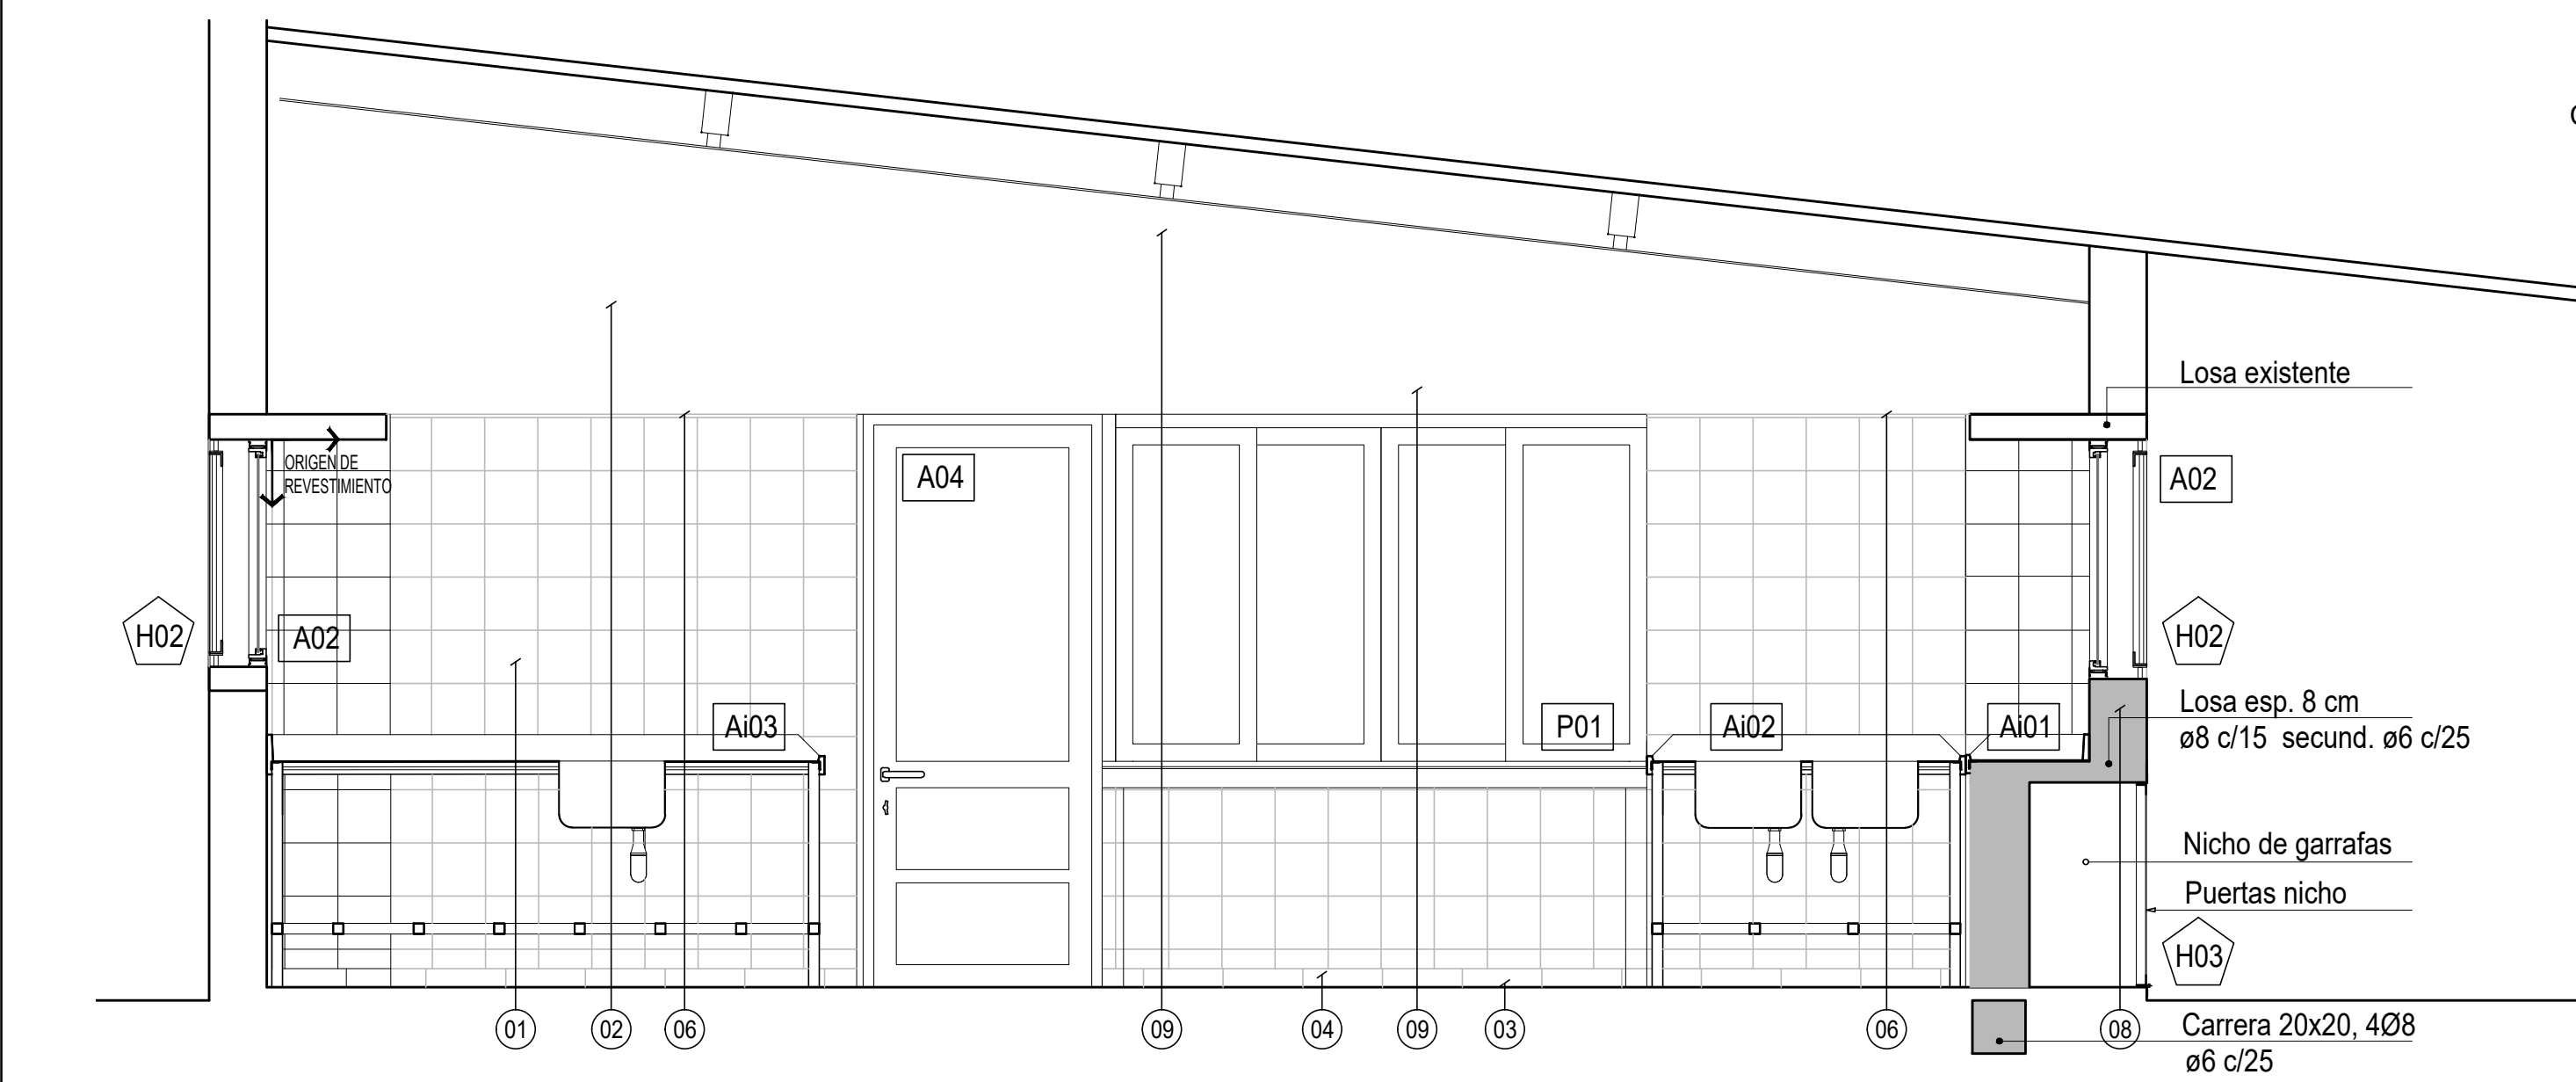 Losa existente
ORIGEN DE
REVESTIMIENTO
A04
A02
H02
A02
H02
Losa esp. 8 cm
ø8 c/15 secund. ø6 c/25
Ai03
P01
Ai02
Ai01
Nicho de garrafas
Puertas nicho
H03
01
02
06
09
04
09
03
06
08
Carrera 20x20, 4Ø8
ø6 c/25